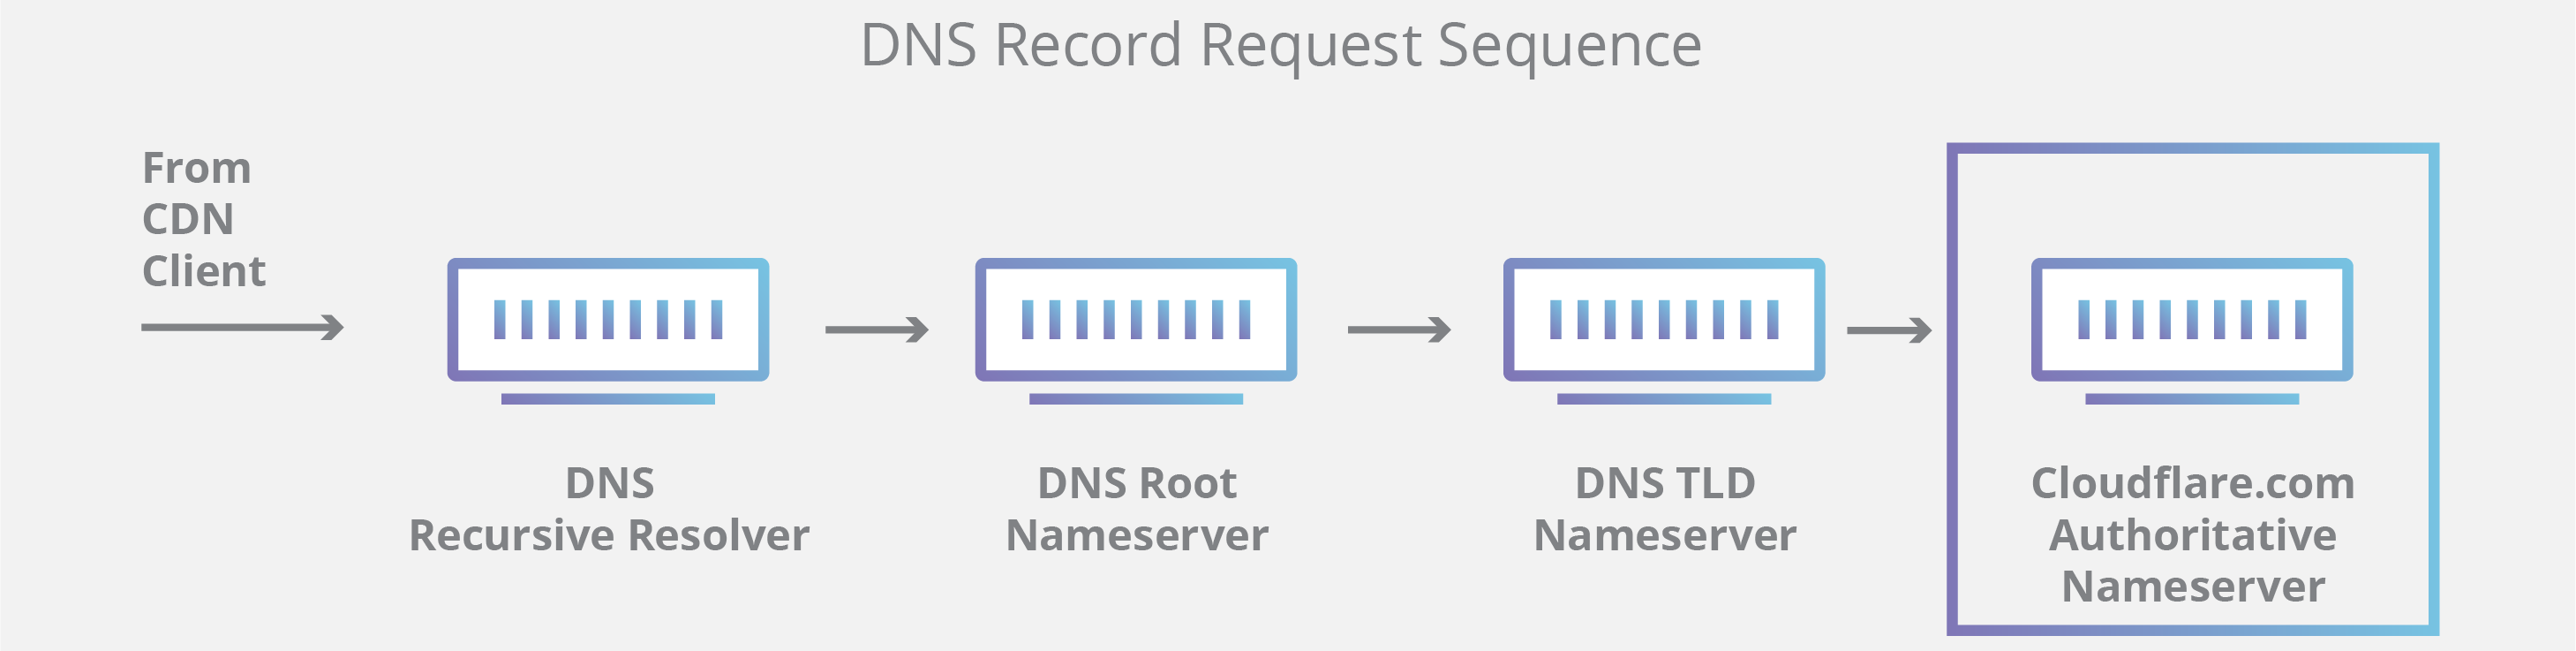 DNS Record Request Sequence
From
CDN
Client
DNS
Recursive Resolver
DNS Root
Nameserver
DNS TLD
Nameserver
Cloudflare.com
Authoritative
Nameserver